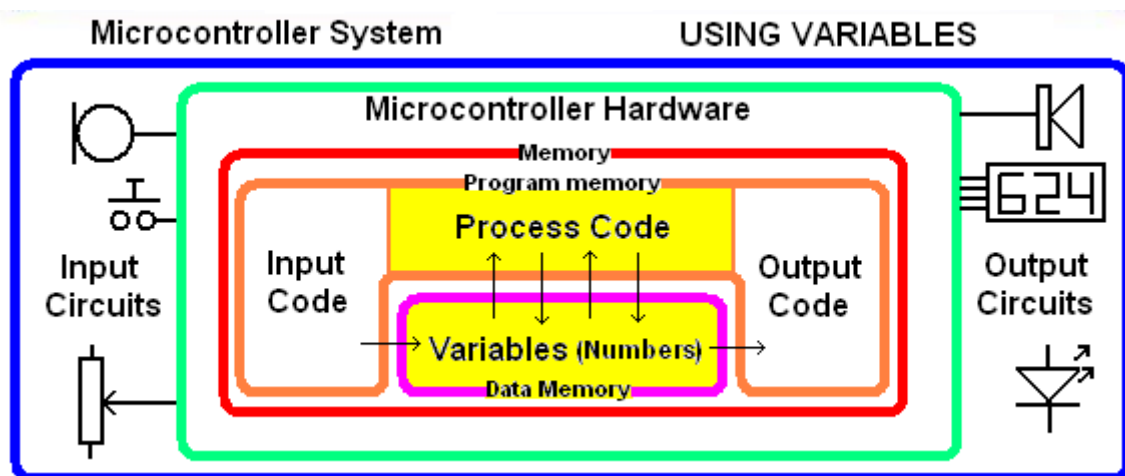 Microcontroller System
USING VARIABLES
Microcontroller Hardware
Memory
Program memory
Process Code
624
Input
Circuits
Input
Code
Output
Code
Output
Circuits
Variables (Numbers)
Data Memory